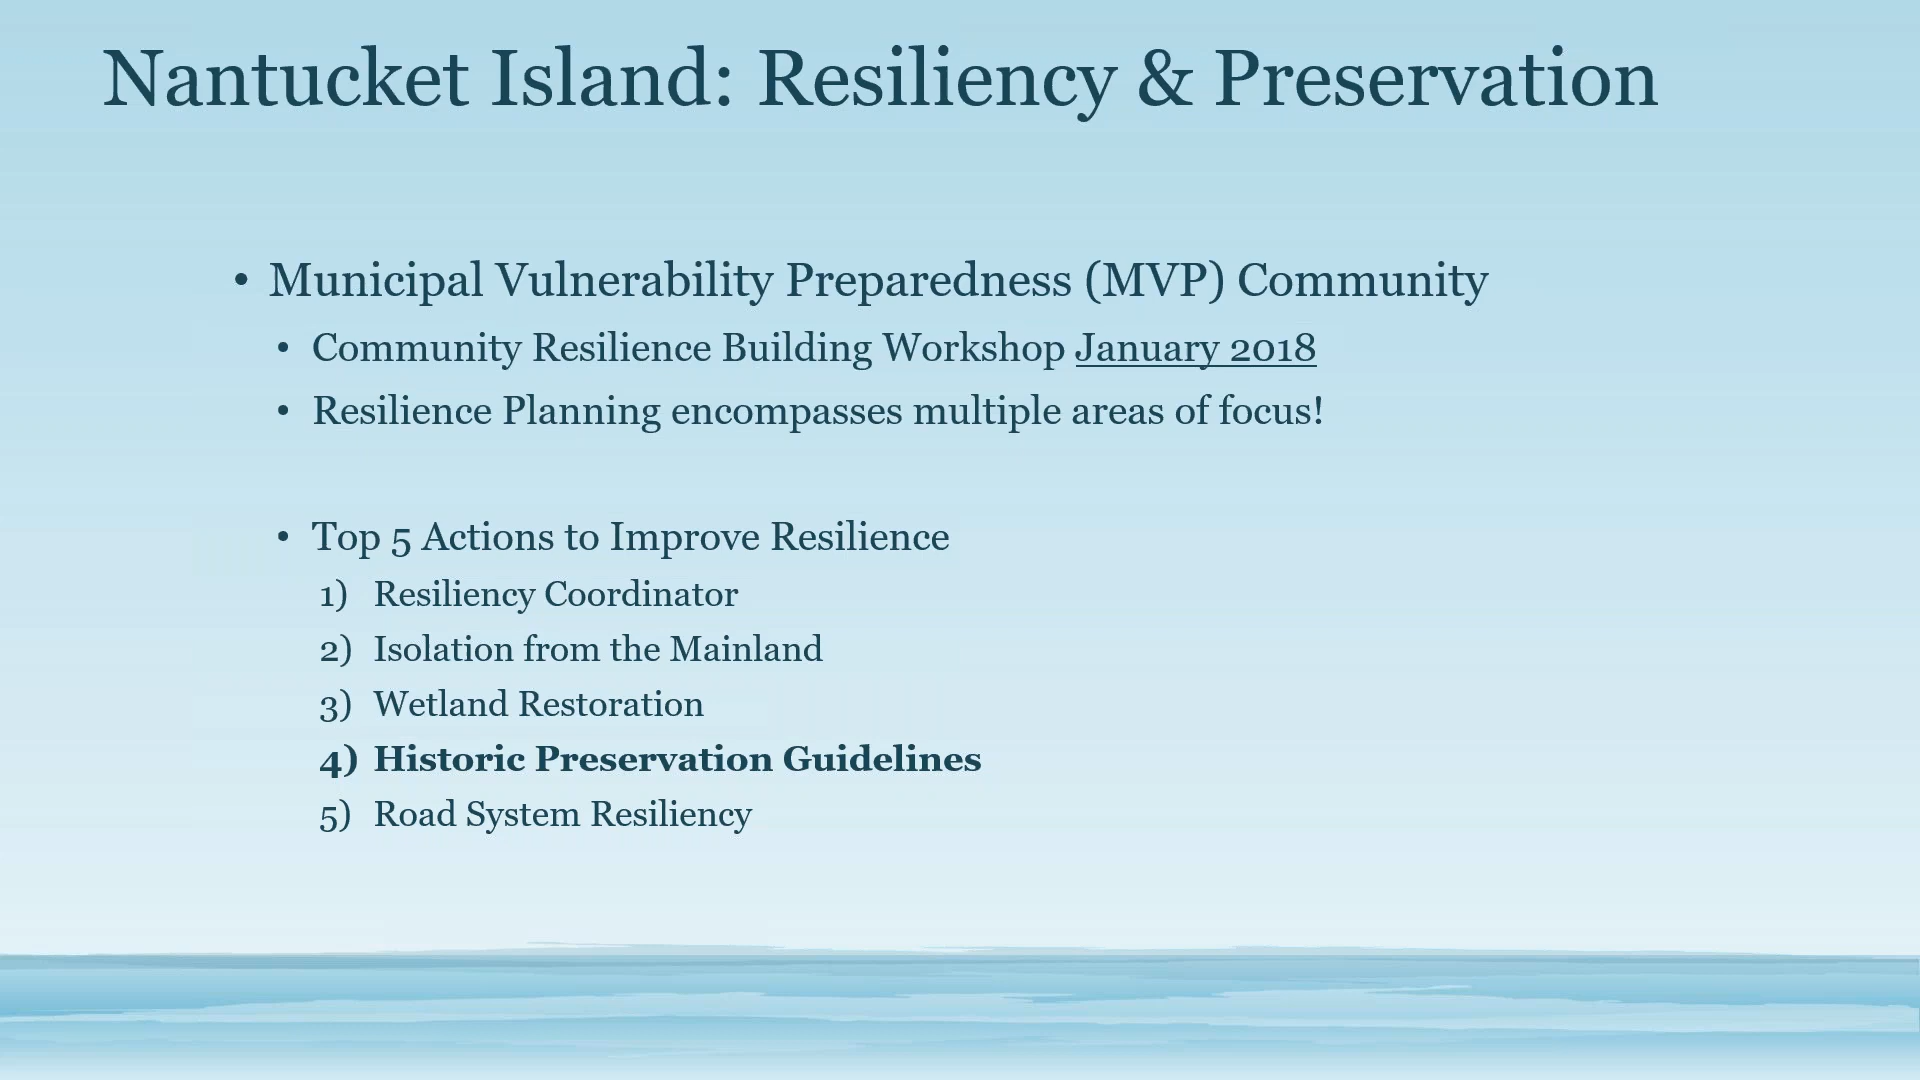 Nantucket Island: Resiliency & Preservation
• Municipal Vulnerability Preparedness (MVP) Community
• Community Resilience Building Workshop January 2018
• Resilience Planning encompasses multiple areas of focus!
• Top 5 Actions to Improve Resilience
1) Resiliency Coordinator
2) Isolation from the Mainland
3) Wetland Restoration
4) Historic Preservation Guidelines
5) Road System Resiliency